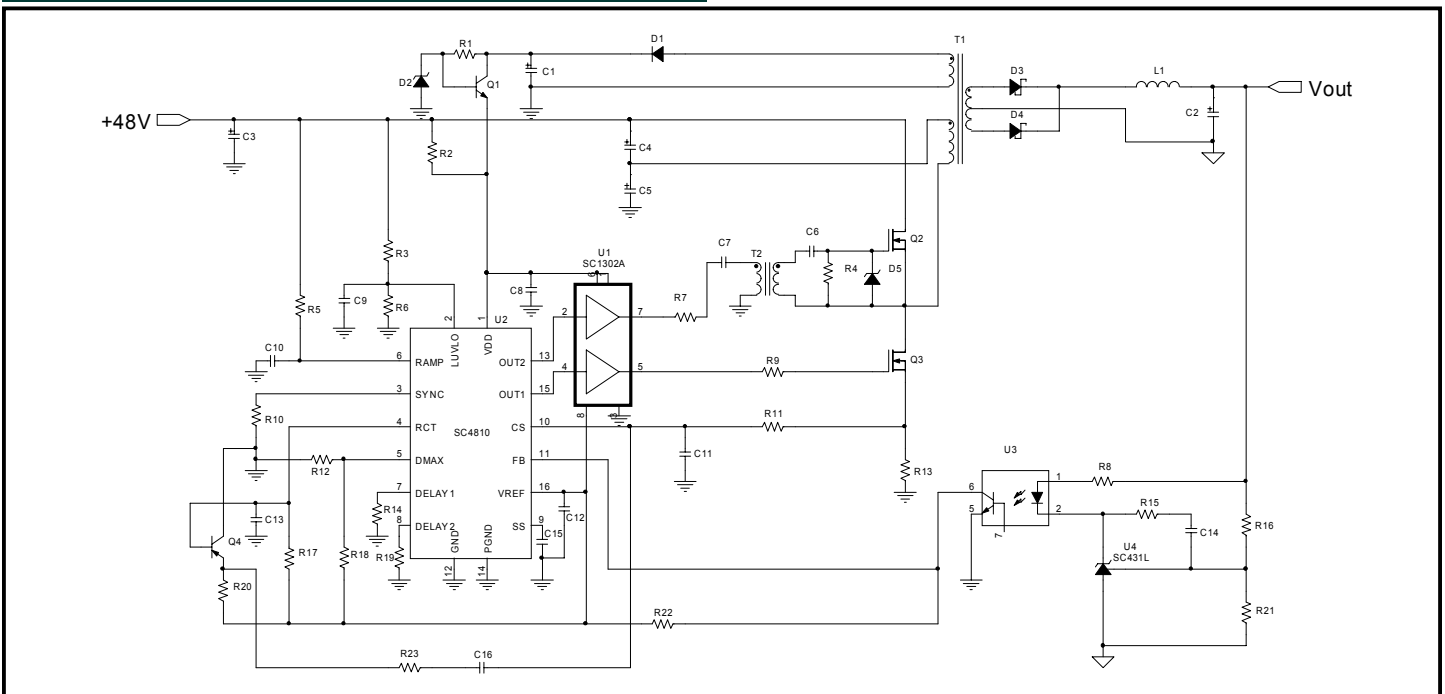 D1
T1
R1
D2
Q1
C1
D3
L1
D4
C2
Vout
+48V
C3
R2
C4
C5
R3
C6
Q2
C7
T2
R4
D5
U1
SC1302A
6
1
C8
R5
C9
R6
2
1
U2
R7
2
7
C10
6
RAMP
LUVLO
VDD
OUT2
13
4
5
R9
Q3
3
SYNC
OUT1
15
8
3
R10
4
RCT
SC4810
CS
10
R11
C11
R12
5
DMAX
FB
11
R13
U3
R8
6
1
5
2
7
R15
R16
C14
U4
SC431L
R21
7
DELAY1
VREF
16
C12
R14
C13
8
DELAY2
GND
PGND
SS
9
C15
Q4
R17
R18
R19
12
14
R20
R22
R23
C16